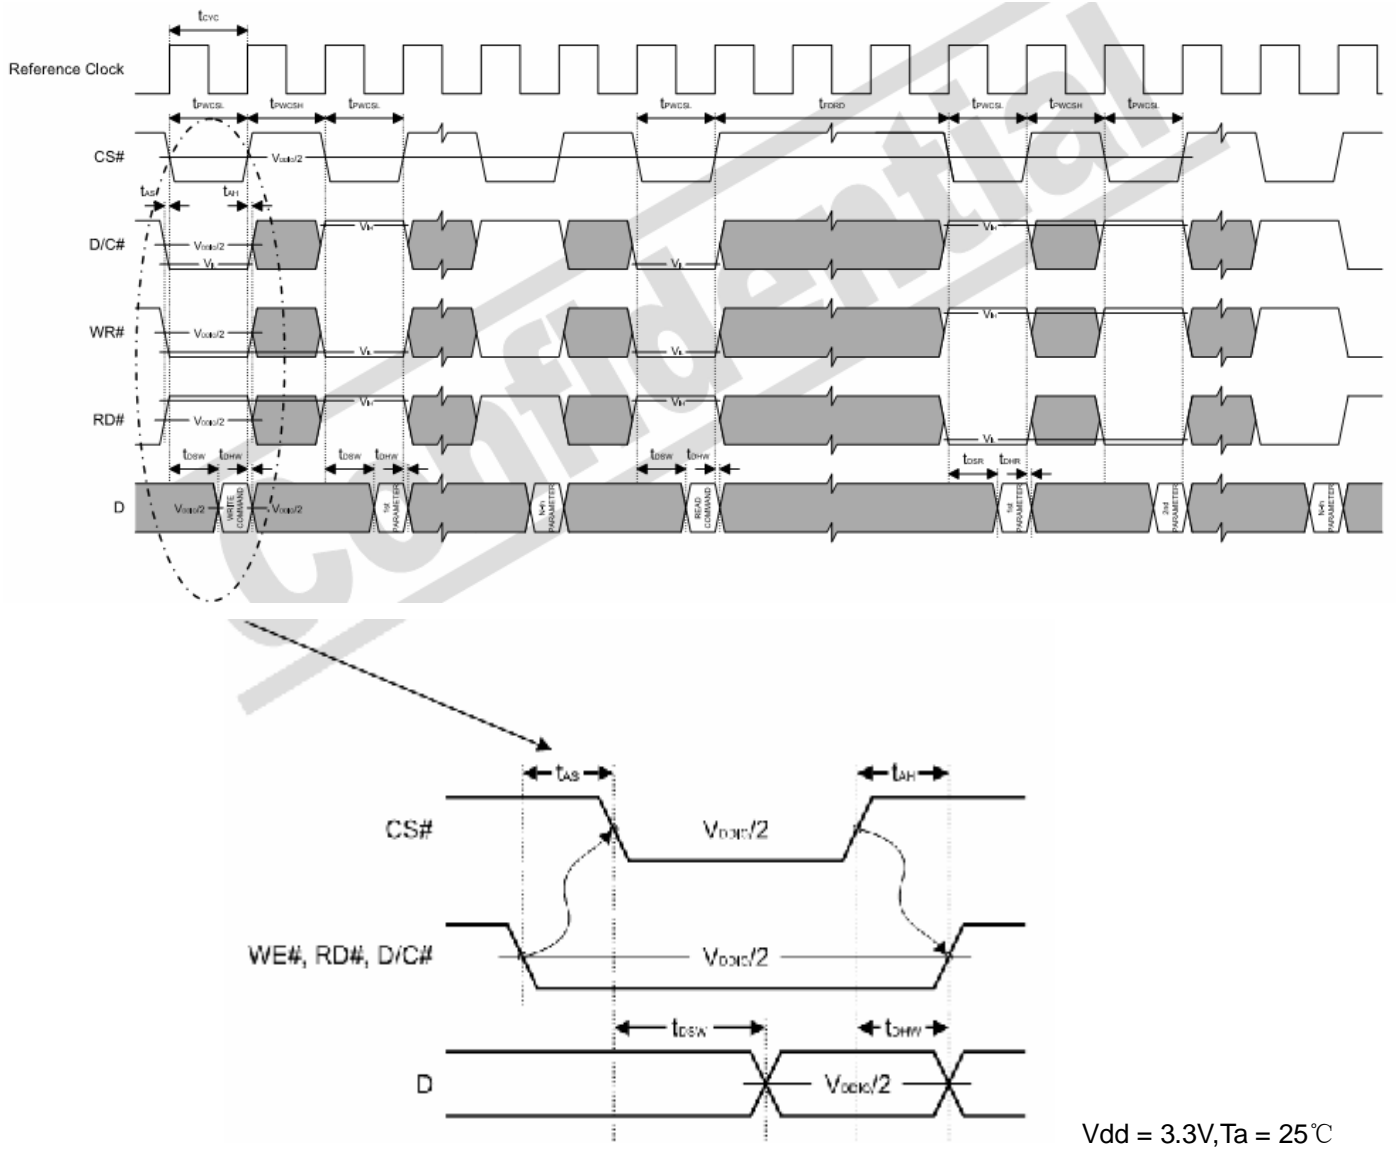 tCYC
Reference Clock
tPWCSL tPWCSH tPWCSL tPWCSL tFORD tPWCSL tPWCSH tPWCSL
CS# VDDIO/2
tAS tAH
D/C# VDDIO/2 VIL VIH VIL VIH
WR# VDDIO/2 VIL VIL VIH
RD# VDDIO/2 VIH VIH VIL
tDSW tDHW tDSW tDHW tDSW tDHW tDSR tDHR
D VDDIO/2 WRITE COMMAND VDDIO/2 1st PARAMETER Nth PARAMETER READ COMMAND 1st PARAMETER 2nd PARAMETER Nth PARAMETER
Confidential
tAS tAH
CS# VDDIO/2
WE#, RD#, D/C# VDDIO/2
tDSW tDHW
D VDDIO/2
Vdd = 3.3V,Ta = 25℃